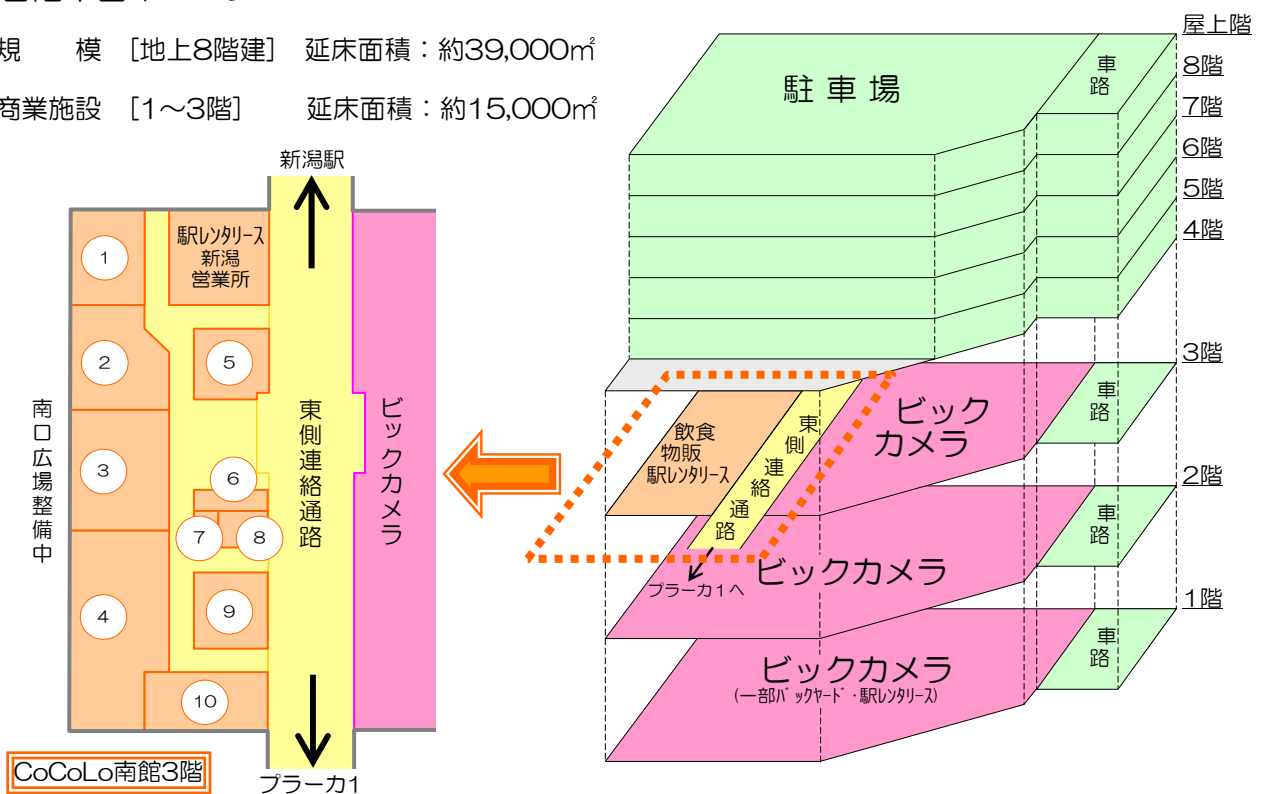 規　模 [地上8階建] 延床面積：約39,000㎡
商業施設 [1～3階] 延床面積：約15,000㎡
新潟駅
1
駅レンタリース
新潟
営業所
2
5
3
6
7
8
4
9
10
南口広場整備中
東側連絡通路
ビックカメラ
プラーカ1
CoCoLo南館3階
屋上階
8階
7階
6階
5階
4階
3階
2階
1階
駐車場
車路
飲食
物販
駅レンタリース
東側連絡通路
ビック
カメラ
車路
プラーカ1へ
ビックカメラ
車路
ビックカメラ
(一部バックヤード・駅レンタリース)
車路